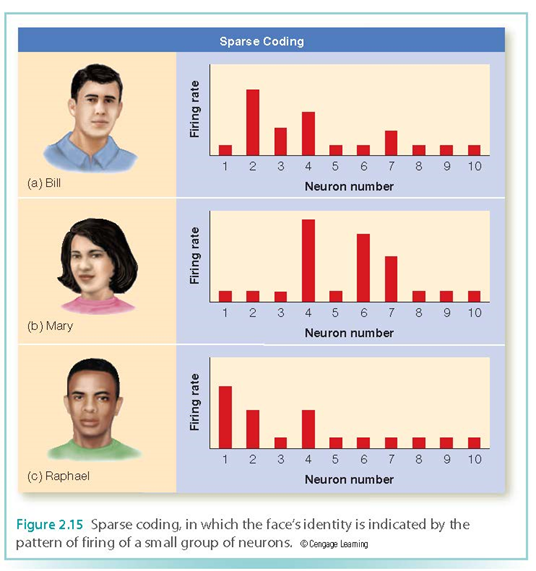 Sparse Coding
Firing rate
1 2 3 4 5 6 7 8 9 10
Neuron number
(a) Bill
Firing rate
1 2 3 4 5 6 7 8 9 10
Neuron number
(b) Mary
Firing rate
1 2 3 4 5 6 7 8 9 10
Neuron number
(c) Raphael
Figure 2.15 Sparse coding, in which the face’s identity is indicated by the
pattern of firing of a small group of neurons. © Cengage Learning